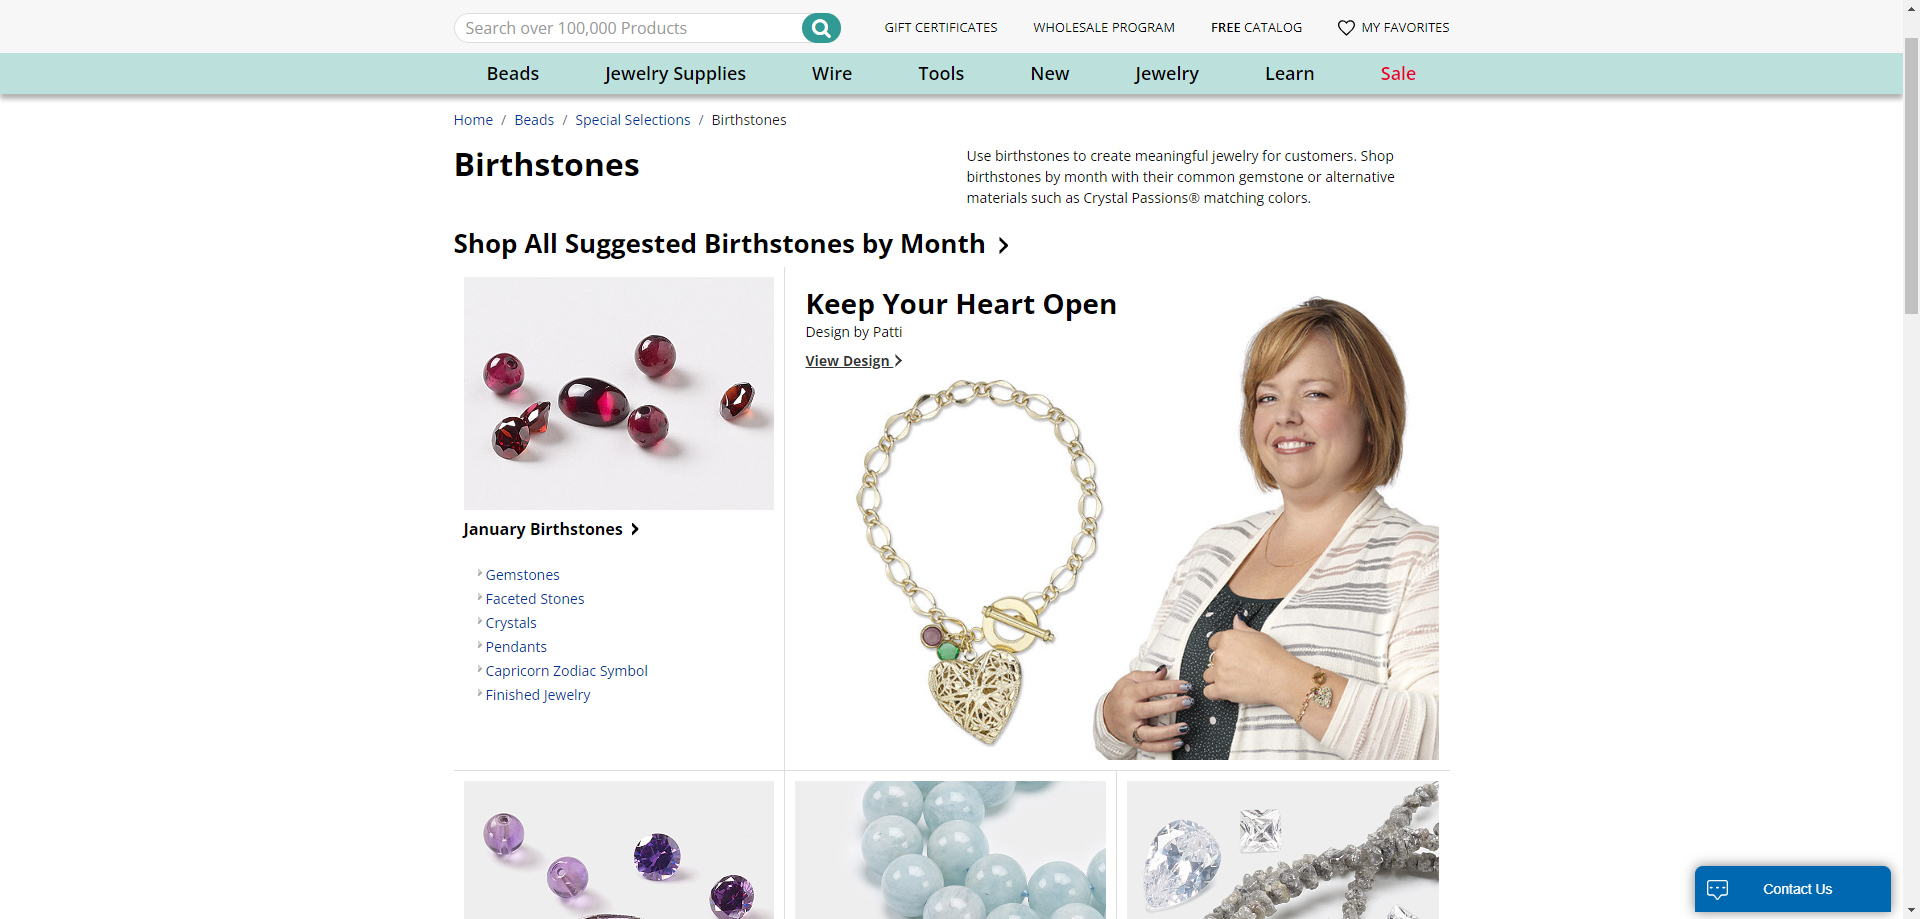 Search over 100,000 Products
GIFT CERTIFICATES
WHOLESALE PROGRAM
FREE CATALOG
MY FAVORITES
Beads
Jewelry Supplies
Wire
Tools
New
Jewelry
Learn
Sale
Home / Beads / Special Selections / Birthstones
Birthstones
Use birthstones to create meaningful jewelry for customers. Shop
birthstones by month with their common gemstone or alternative
materials such as Crystal Passions® matching colors.
Shop All Suggested Birthstones by Month
Keep Your Heart Open
Design by Patti
View Design
January Birthstones
Gemstones
Faceted Stones
Crystals
Pendants
Capricorn Zodiac Symbol
Finished Jewelry
Contact Us